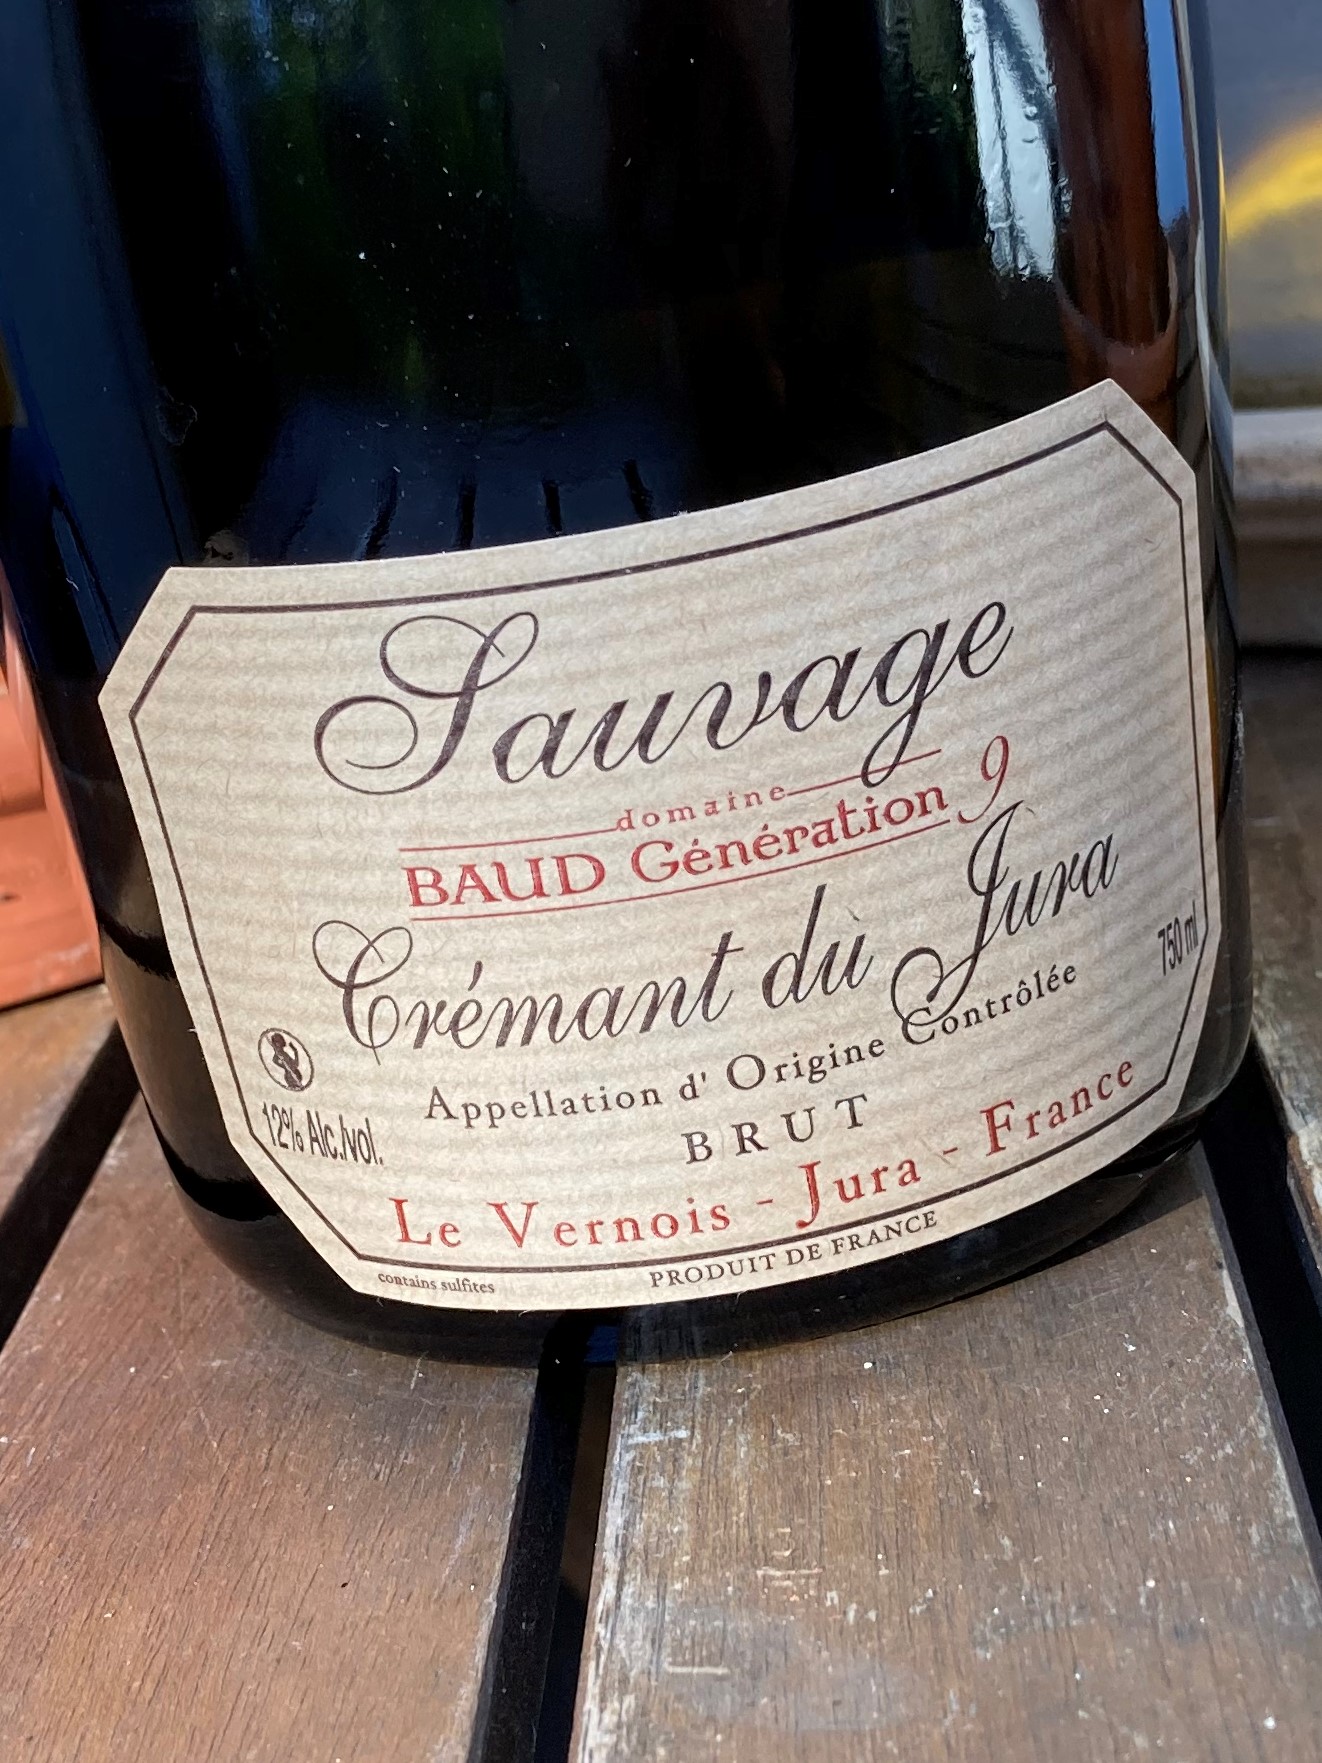 Sauvage
domaine
BAUD Génération 9
Crémant du Jura
750 ml
Appellation d' Origine Contrôlée
12% Alc./vol.
BRUT
Le Vernois - Jura - France
contains sulfites
PRODUIT DE FRANCE